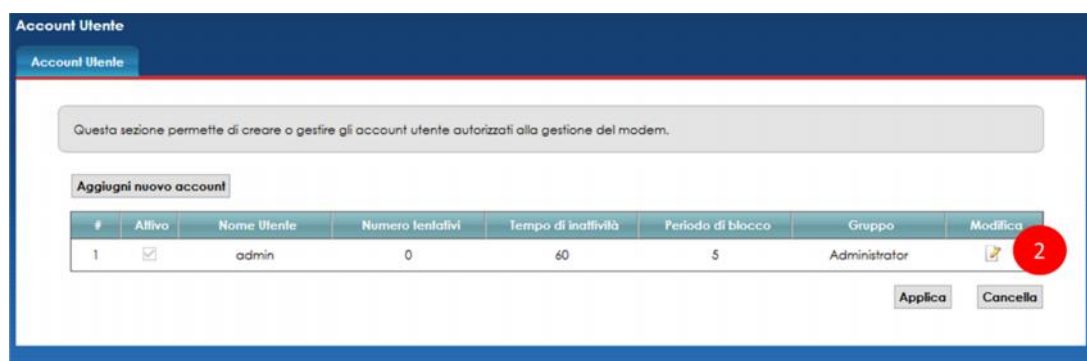 Account Utente
Account Utente
Questa sezione permette di creare o gestire gli account utente autorizzati alla gestione del modem.
Aggiugni nuovo account
# Attivo Nome Utente Numero tentativi Tempo di inattività Periodo di blocco Gruppo Modifica
1 admin 0 60 5 Administrator 2
Applica Cancella